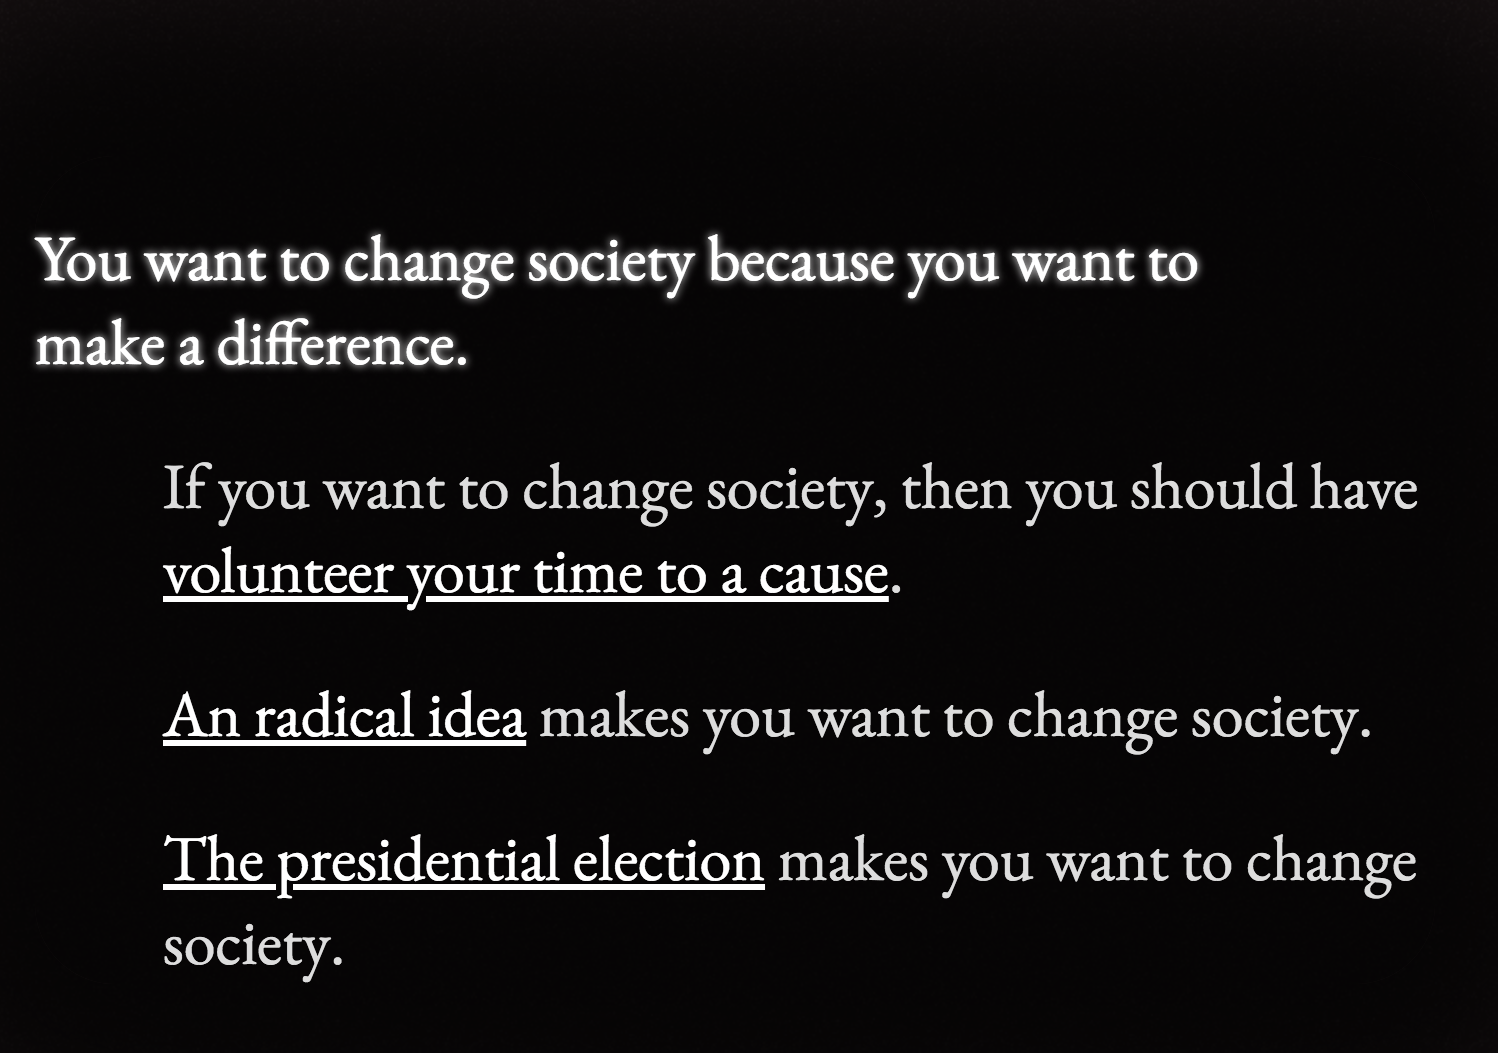 You want to change society because you want to
make a difference.
If you want to change society, then you should have
volunteer your time to a cause.
An radical idea makes you want to change society.
The presidential election makes you want to change
society.